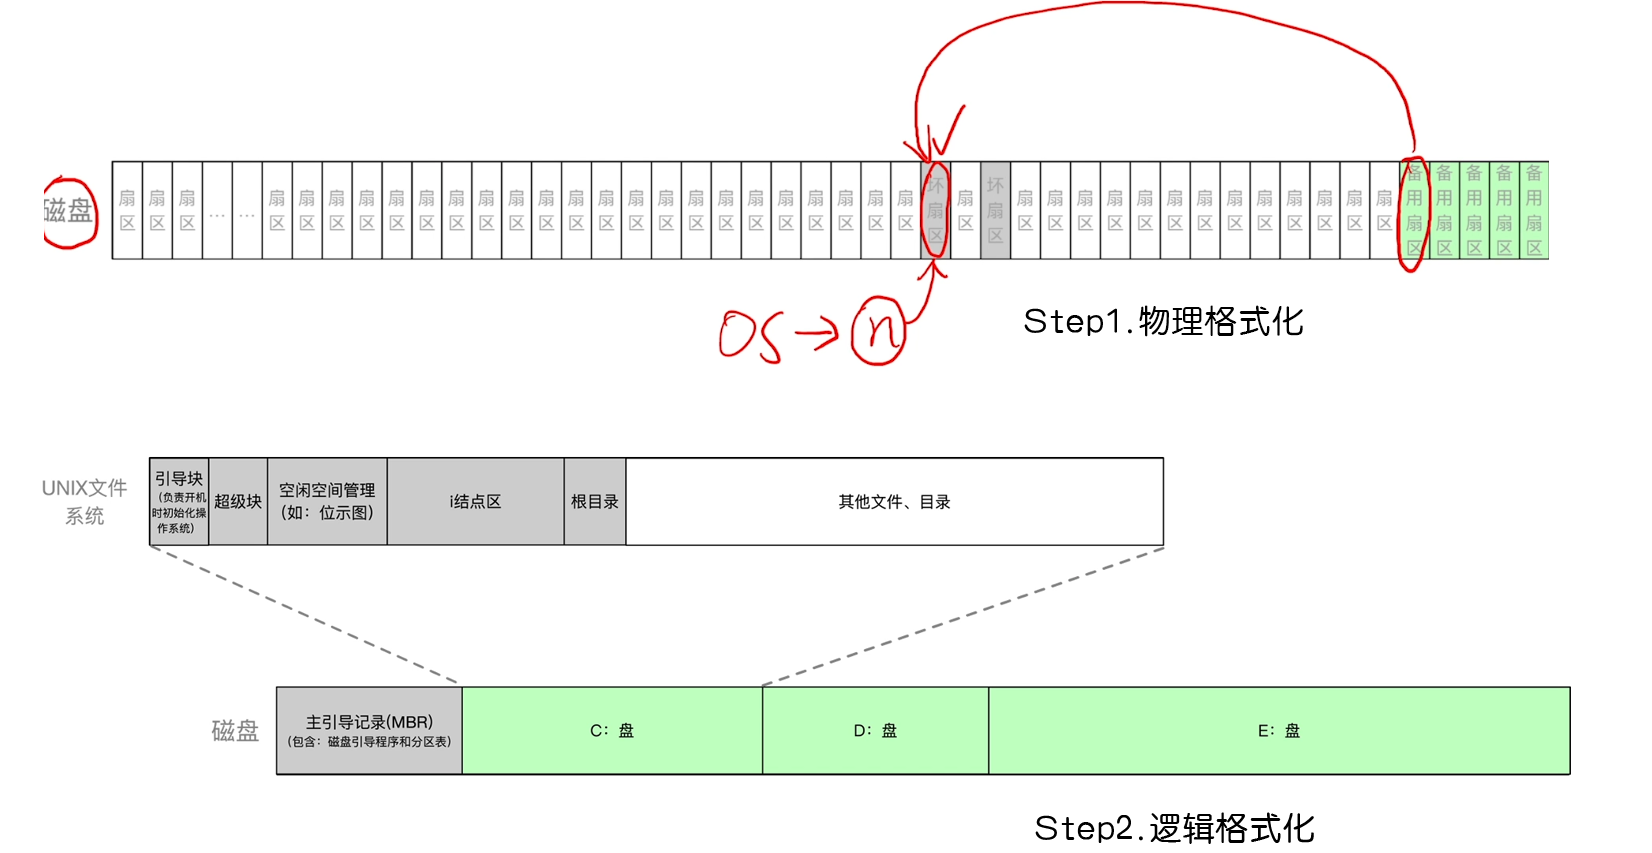 磁盘 扇区 扇区 扇区 …… 扇区 扇区 扇区 扇区 扇区 扇区 扇区 扇区 扇区 扇区 扇区 扇区 扇区 扇区 扇区 扇区 扇区 扇区 扇区 扇区 扇区 扇区 坏扇区 扇区 坏扇区 扇区 扇区 扇区 扇区 扇区 扇区 扇区 扇区 扇区 扇区 扇区 扇区 扇区 备用扇区 备用扇区 备用扇区 备用扇区 备用扇区
OS → n
Step1.物理格式化
UNIX文件
系统
引导块
(负责开机
时初始化操
作系统)
超级块
空闲空间管理
(如：位示图)
i结点区
根目录
其他文件、目录
磁盘
主引导记录(MBR)
(包含：磁盘引导程序和分区表)
C：盘
D：盘
E：盘
Step2.逻辑格式化